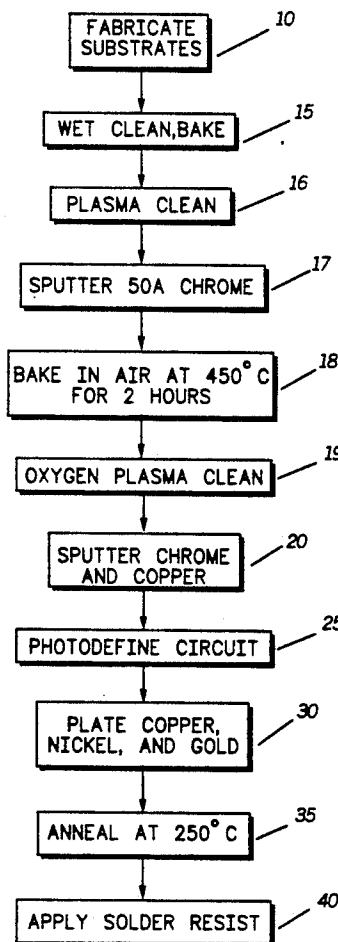 FABRICATE
SUBSTRATES
10
WET CLEAN,BAKE
15
PLASMA CLEAN
16
SPUTTER 50A CHROME
17
BAKE IN AIR AT 450°C
FOR 2 HOURS
18
OXYGEN PLASMA CLEAN
19
SPUTTER CHROME
AND COPPER
20
PHOTODEFINE CIRCUIT
25
PLATE COPPER,
NICKEL, AND GOLD
30
ANNEAL AT 250°C
35
APPLY SOLDER RESIST
40